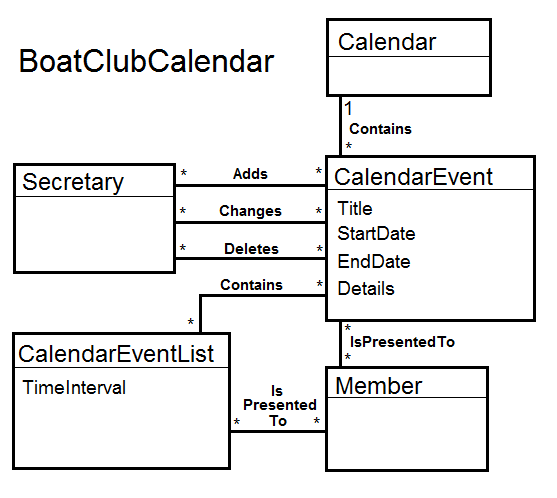 BoatClubCalendar
Calendar
1
Contains
*
Secretary
* Adds *
* Changes *
* Deletes *
Contains *
*
CalendarEvent
Title
StartDate
EndDate
Details
*
IsPresentedTo
*
CalendarEventList
TimeInterval
Is
Presented
* To *
Member